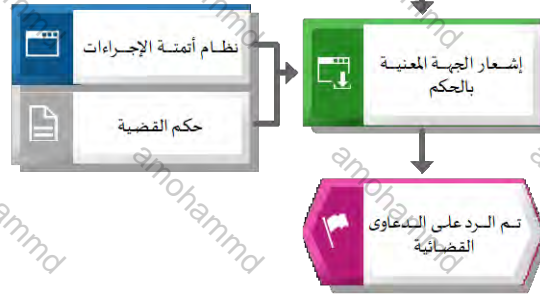 نظام أتمتة الإجراءات
حكم القضية
إشعار الجهة المعنية
بالحكم
تم الرد على الدعاوى
القضائية
amohammd
amohammd
amohammd
amohammd